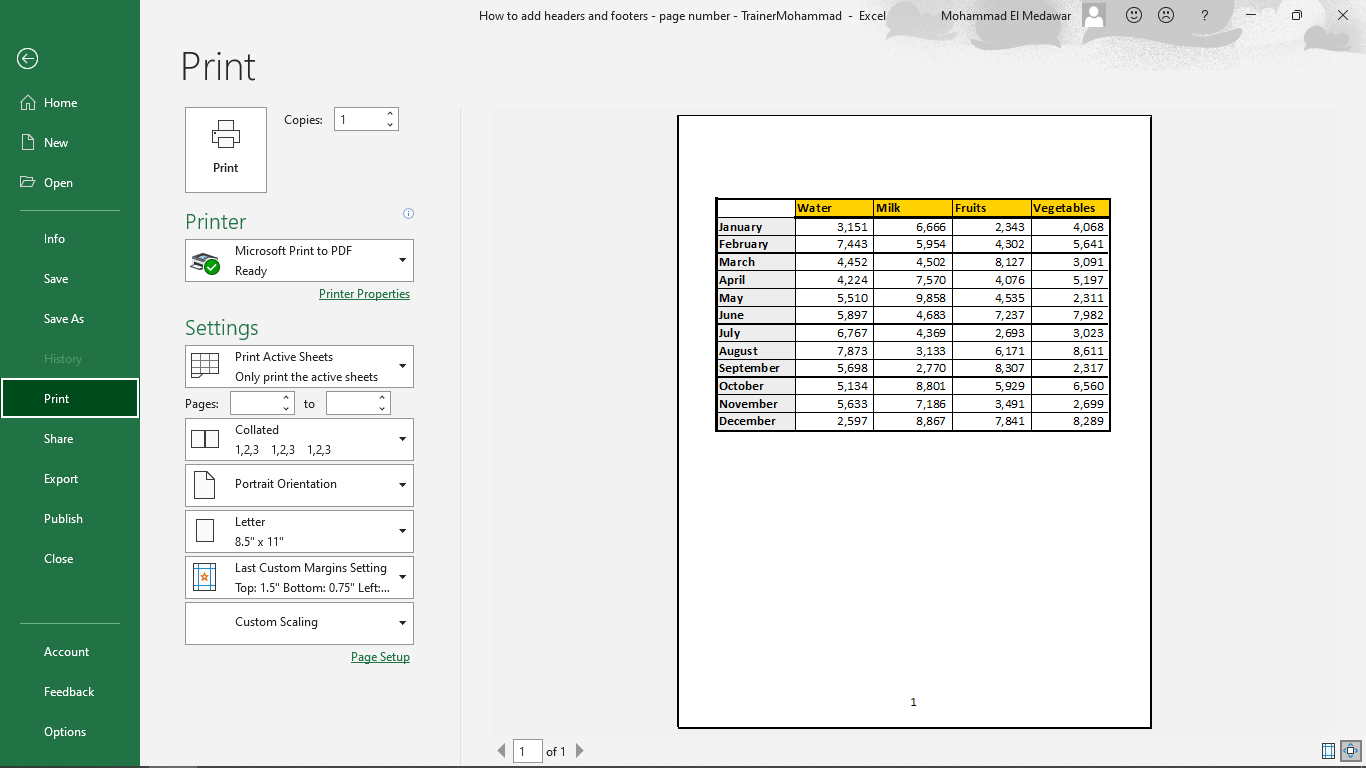 How to add headers and footers - page number - TrainerMohammad - Excel
Mohammad El Medawar
?
Home
New
Open
Info
Save
Save As
History
Print
Share
Export
Publish
Close
Account
Feedback
Options
Print
Print
Copies: 1
Printer
Microsoft Print to PDF
Ready
Printer Properties
Settings
Print Active Sheets
Only print the active sheets
Pages: to
Collated
1,2,3 1,2,3 1,2,3
Portrait Orientation
Letter
8.5" x 11"
Last Custom Margins Setting
Top: 1.5" Bottom: 0.75" Left:...
Custom Scaling
Page Setup
Water Milk Fruits Vegetables
January 3,151 6,666 2,343 4,068
February 7,443 5,954 4,302 5,641
March 4,452 4,502 8,127 3,091
April 4,224 7,570 4,076 5,197
May 5,510 9,858 4,535 2,311
June 5,897 4,683 7,237 7,982
July 6,767 4,369 2,693 3,023
August 7,873 3,133 6,171 8,611
September 5,698 2,770 8,307 2,317
October 5,134 8,801 5,929 6,560
November 5,633 7,186 3,491 2,699
December 2,597 8,867 7,841 8,289
1
1 of 1